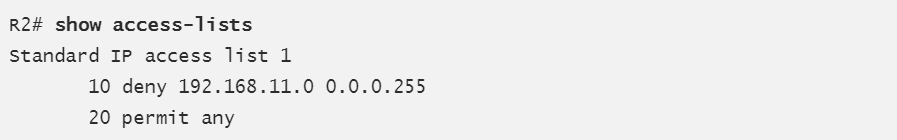 R2# show access-lists
Standard IP access list 1
10 deny 192.168.11.0 0.0.0.255
20 permit any